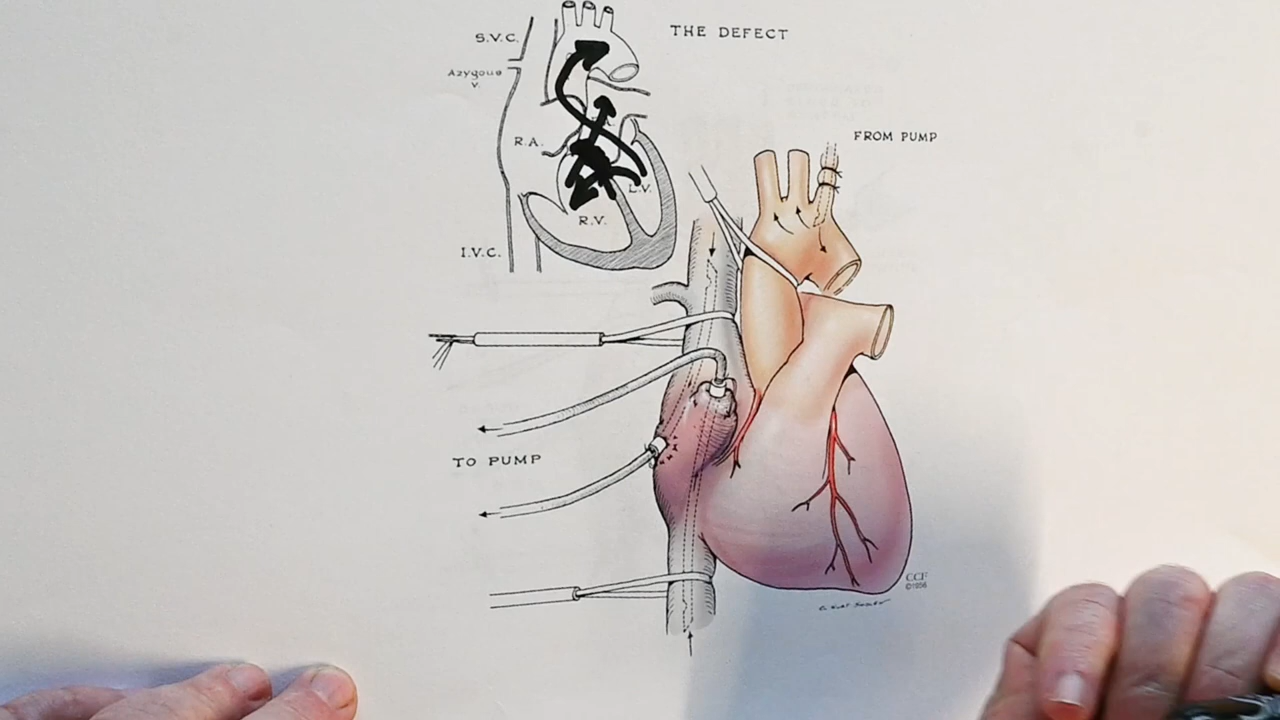 THE DEFECT
S.V.C.
Azygous
v.
R.A.
L.V.
R.V.
I.V.C.
FROM PUMP
TO PUMP
CCF
©1956